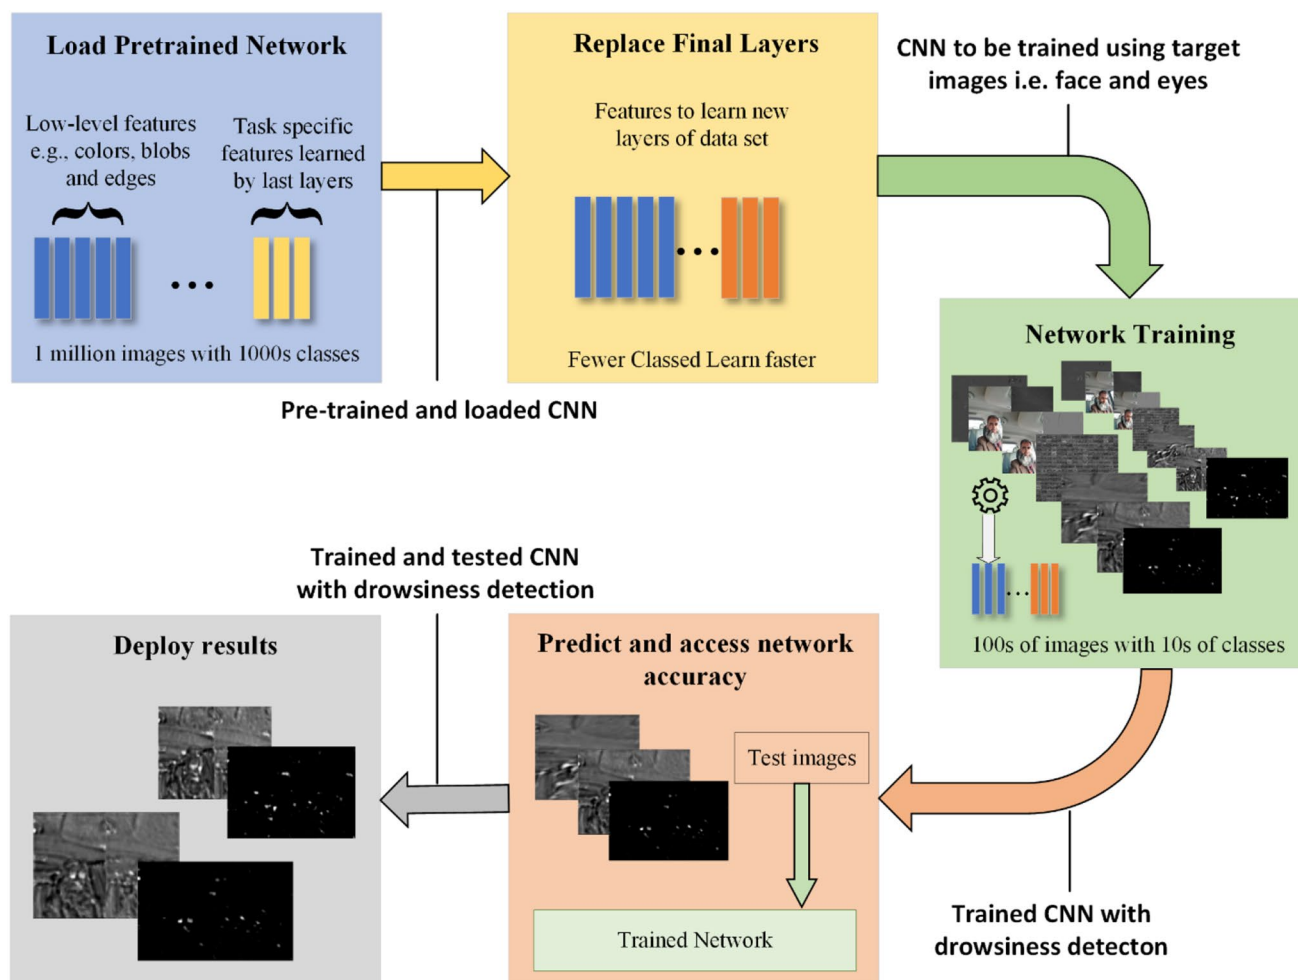 Load Pretrained Network
Low-level features
e.g., colors, blobs
and edges
Task specific
features learned
by last layers
1 million images with 1000s classes
Pre-trained and loaded CNN
Replace Final Layers
Features to learn new
layers of data set
Fewer Classed Learn faster
CNN to be trained using target
images i.e. face and eyes
Network Training
100s of images with 10s of classes
Trained CNN with
drowsiness detecton
Predict and access network
accuracy
Test images
Trained Network
Trained and tested CNN
with drowsiness detection
Deploy results